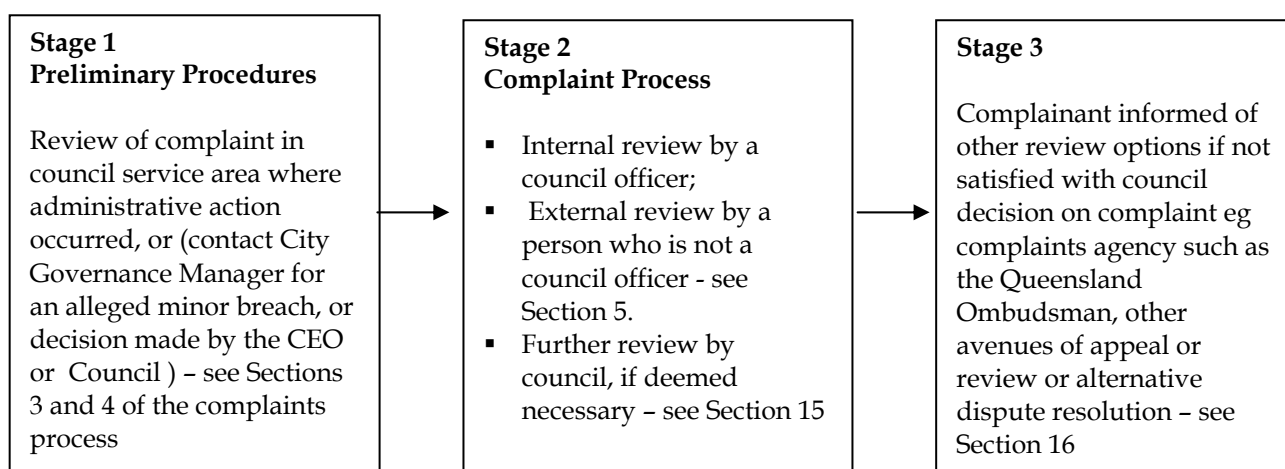 Stage 1
Preliminary Procedures
Review of complaint in
council service area where
administrative action
occurred, or (contact City
Governance Manager for
an alleged minor breach, or
decision made by the CEO
or Council ) – see Sections
3 and 4 of the complaints
process
Stage 2
Complaint Process
▪ Internal review by a
council officer;
▪ External review by a
person who is not a
council officer - see
Section 5.
▪ Further review by
council, if deemed
necessary – see Section 15
Stage 3
Complainant informed of
other review options if not
satisfied with council
decision on complaint eg
complaints agency such as
the Queensland
Ombudsman, other
avenues of appeal or
review or alternative
dispute resolution – see
Section 16